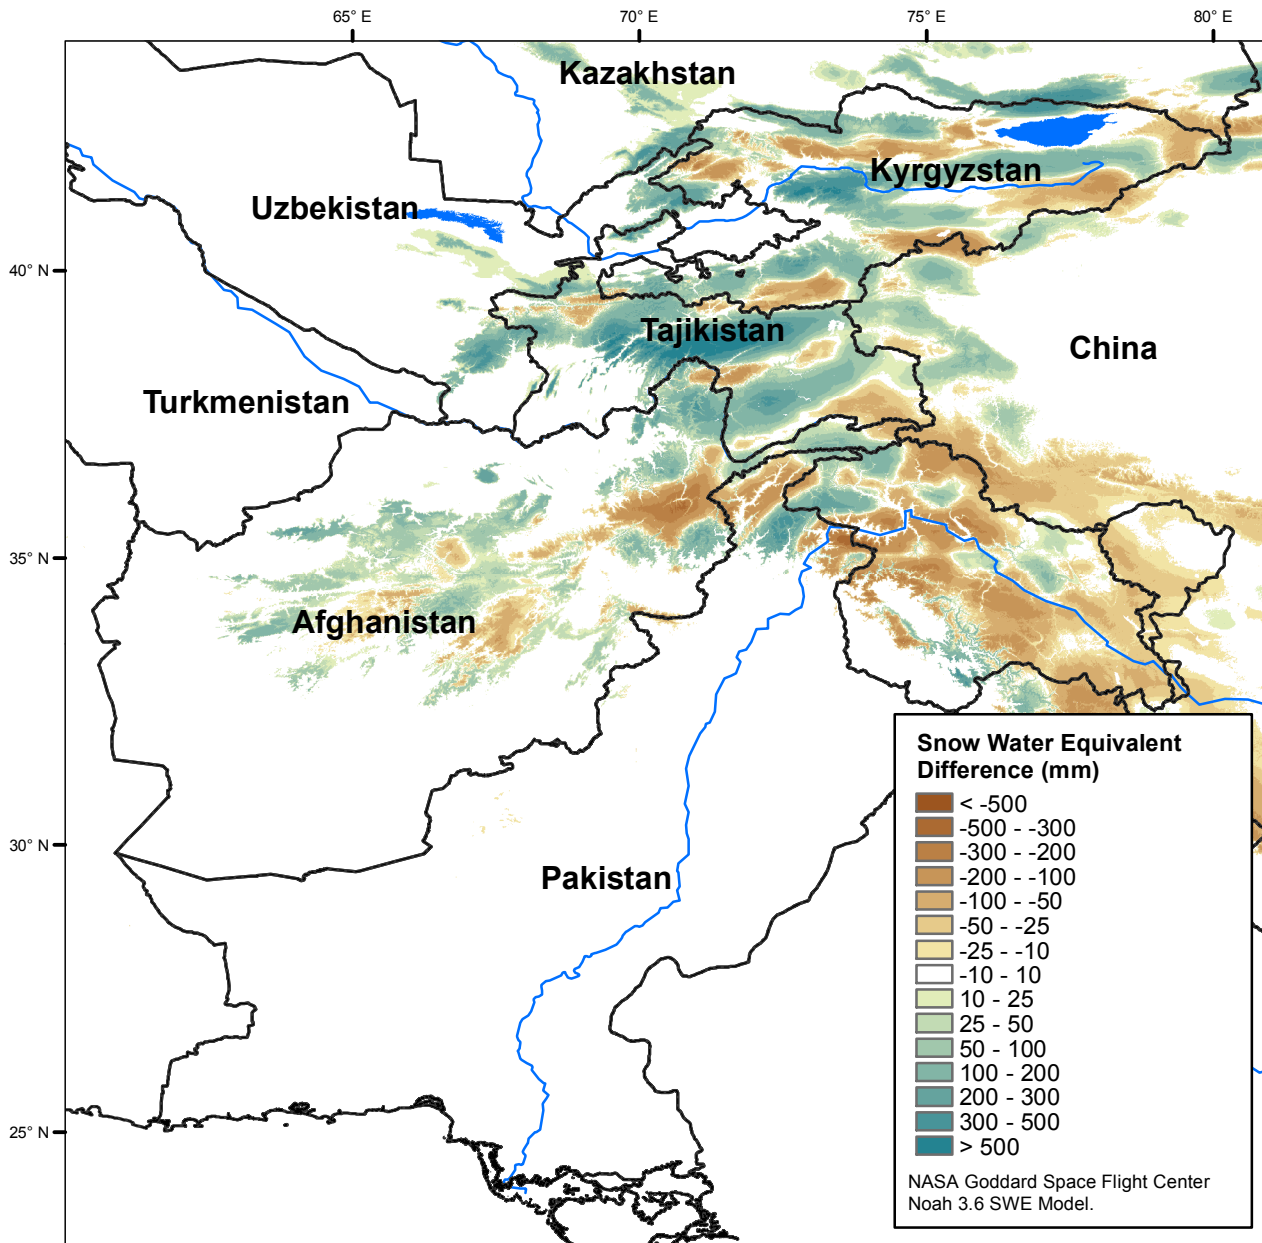 65° E
70° E
75° E
80° E
Kazakhstan
Kyrgyzstan
Uzbekistan
40° N
Tajikistan
China
Turkmenistan
35° N
Afghanistan
30° N
Pakistan
25° N
Snow Water Equivalent
Difference (mm)
< -500
-500 - -300
-300 - -200
-200 - -100
-100 - -50
-50 - -25
-25 - -10
-10 - 10
10 - 25
25 - 50
50 - 100
100 - 200
200 - 300
300 - 500
> 500
NASA Goddard Space Flight Center
Noah 3.6 SWE Model.